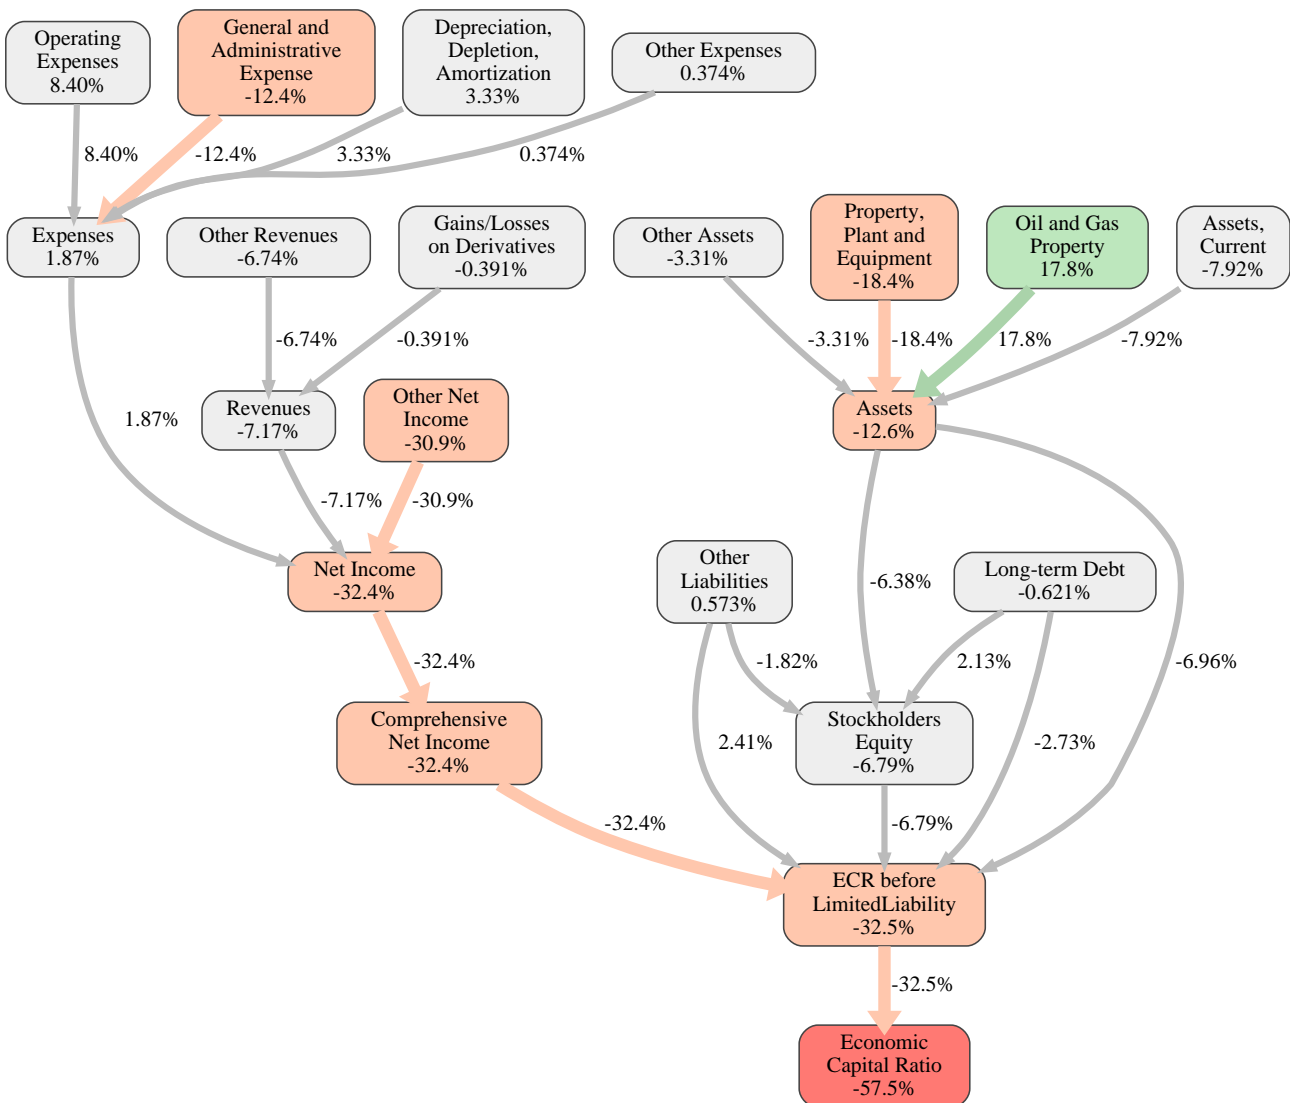 Operating
Expenses
8.40%
General and
Administrative
Expense
-12.4%
Depreciation,
Depletion,
Amortization
3.33%
Other Expenses
0.374%
8.40%
-12.4%
3.33%
0.374%
Expenses
1.87%
Other Revenues
-6.74%
Gains/Losses
on Derivatives
-0.391%
Other Assets
-3.31%
Property,
Plant and
Equipment
-18.4%
Oil and Gas
Property
17.8%
Assets,
Current
-7.92%
-6.74%
-0.391%
-3.31%
-18.4%
17.8%
-7.92%
1.87%
Revenues
-7.17%
Other Net
Income
-30.9%
Assets
-12.6%
-7.17%
-30.9%
Net Income
-32.4%
Other
Liabilities
0.573%
-6.38%
Long-term Debt
-0.621%
-32.4%
-1.82%
2.13%
-6.96%
Comprehensive
Net Income
-32.4%
2.41%
Stockholders
Equity
-6.79%
-2.73%
-32.4%
-6.79%
ECR before
LimitedLiability
-32.5%
-32.5%
Economic
Capital Ratio
-57.5%